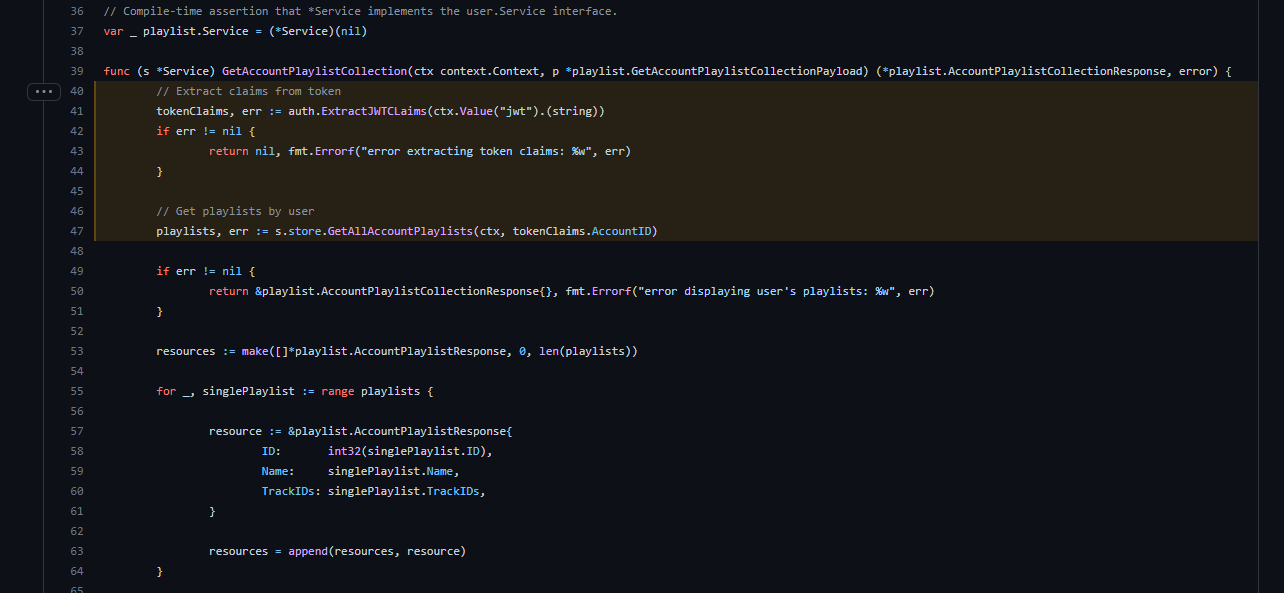 36 // Compile-time assertion that *Service implements the user.Service interface.
37 var _ playlist.Service = (*Service)(nil)
38
39 func (s *Service) GetAccountPlaylistCollection(ctx context.Context, p *playlist.GetAccountPlaylistCollectionPayload) (*playlist.AccountPlaylistCollectionResponse, error) {
40 // Extract claims from token
41 tokenClaims, err := auth.ExtractJWTCLaims(ctx.Value("jwt").(string))
42 if err != nil {
43 return nil, fmt.Errorf("error extracting token claims: %w", err)
44 }
45
46 // Get playlists by user
47 playlists, err := s.store.GetAllAccountPlaylists(ctx, tokenClaims.AccountID)
48
49 if err != nil {
50 return &playlist.AccountPlaylistCollectionResponse{}, fmt.Errorf("error displaying user's playlists: %w", err)
51 }
52
53 resources := make([]*playlist.AccountPlaylistResponse, 0, len(playlists))
54
55 for _, singlePlaylist := range playlists {
56
57 resource := &playlist.AccountPlaylistResponse{
58 ID: int32(singlePlaylist.ID),
59 Name: singlePlaylist.Name,
60 TrackIDs: singlePlaylist.TrackIDs,
61 }
62
63 resources = append(resources, resource)
64 }
65